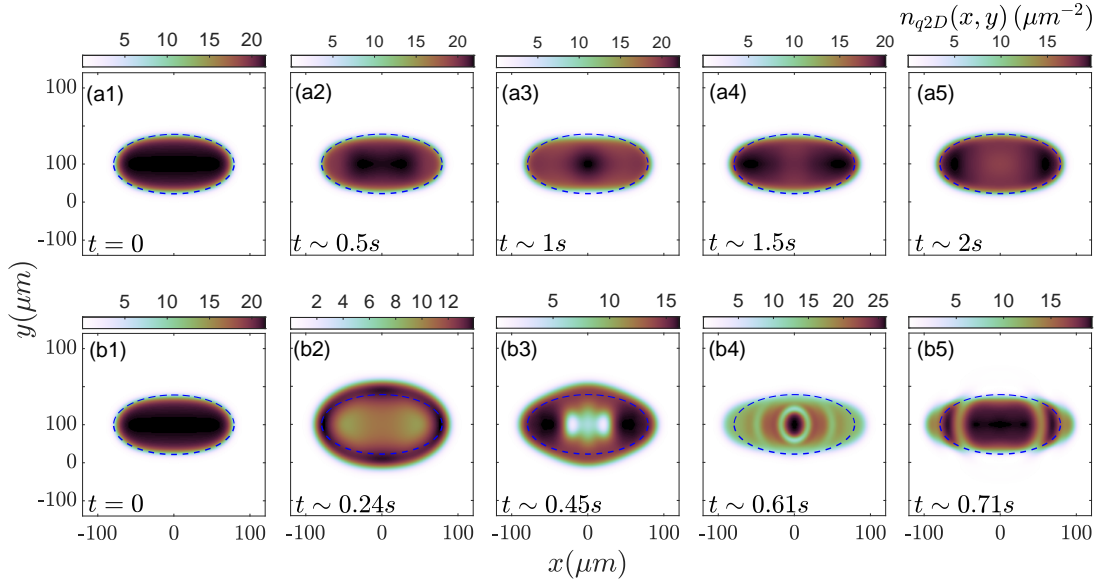 n_{q2D}(x, y) (μm⁻²)
5 10 15 20
5 10 15 20
5 10 15 20
5 10 15 20
5 10 15
(a1) (a2) (a3) (a4) (a5)
100
100
0
-100
t = 0 t ∼ 0.5s t ∼ 1s t ∼ 1.5s t ∼ 2s
y(μm)
5 10 15 20
2 4 6 8 10 12
5 10 15
5 10 15 20 25
5 10 15
(b1) (b2) (b3) (b4) (b5)
100
100
0
-100
t = 0 t ∼ 0.24s t ∼ 0.45s t ∼ 0.61s t ∼ 0.71s
-100 0 100 -100 0 100 -100 0 100 -100 0 100 -100 0 100
x(μm)